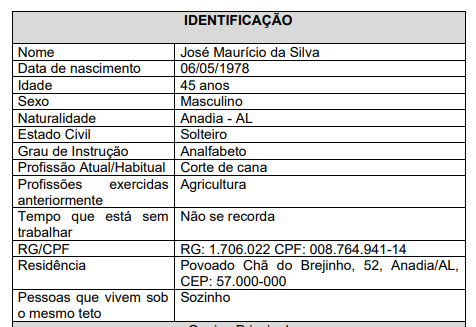 IDENTIFICAÇÃO
Nome José Maurício da Silva
Data de nascimento 06/05/1978
Idade 45 anos
Sexo Masculino
Naturalidade Anadia - AL
Estado Civil Solteiro
Grau de Instrução Analfabeto
Profissão Atual/Habitual Corte de cana
Profissões exercidas Agricultura
anteriormente
Tempo que está sem Não se recorda
trabalhar
RG/CPF RG: 1.706.022 CPF: 008.764.941-14
Residência Povoado Chã do Brejinho, 52, Anadia/AL,
CEP: 57.000-000
Pessoas que vivem sob Sozinho
o mesmo teto